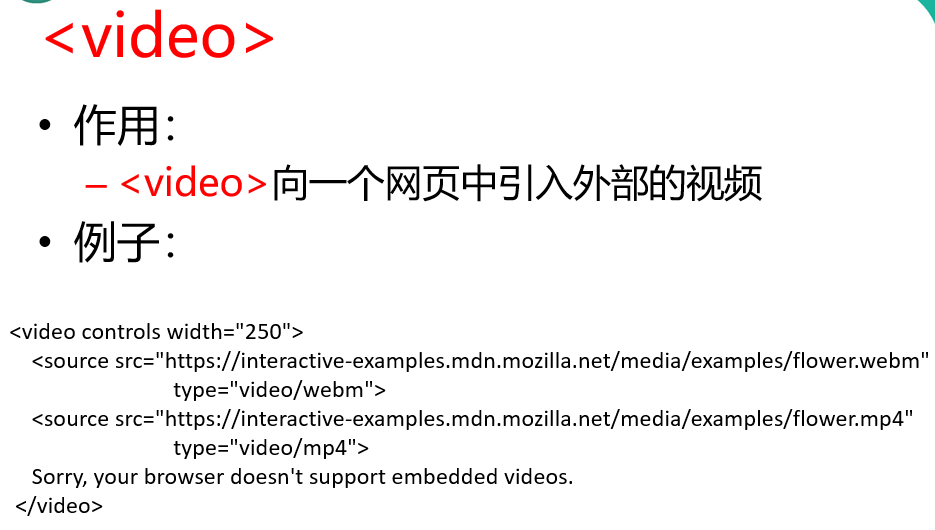 <video>
• 作用：
– <video>向一个网页中引入外部的视频
• 例子：
<video controls width="250">
<source src="https://interactive-examples.mdn.mozilla.net/media/examples/flower.webm"
type="video/webm">
<source src="https://interactive-examples.mdn.mozilla.net/media/examples/flower.mp4"
type="video/mp4">
Sorry, your browser doesn't support embedded videos.
</video>